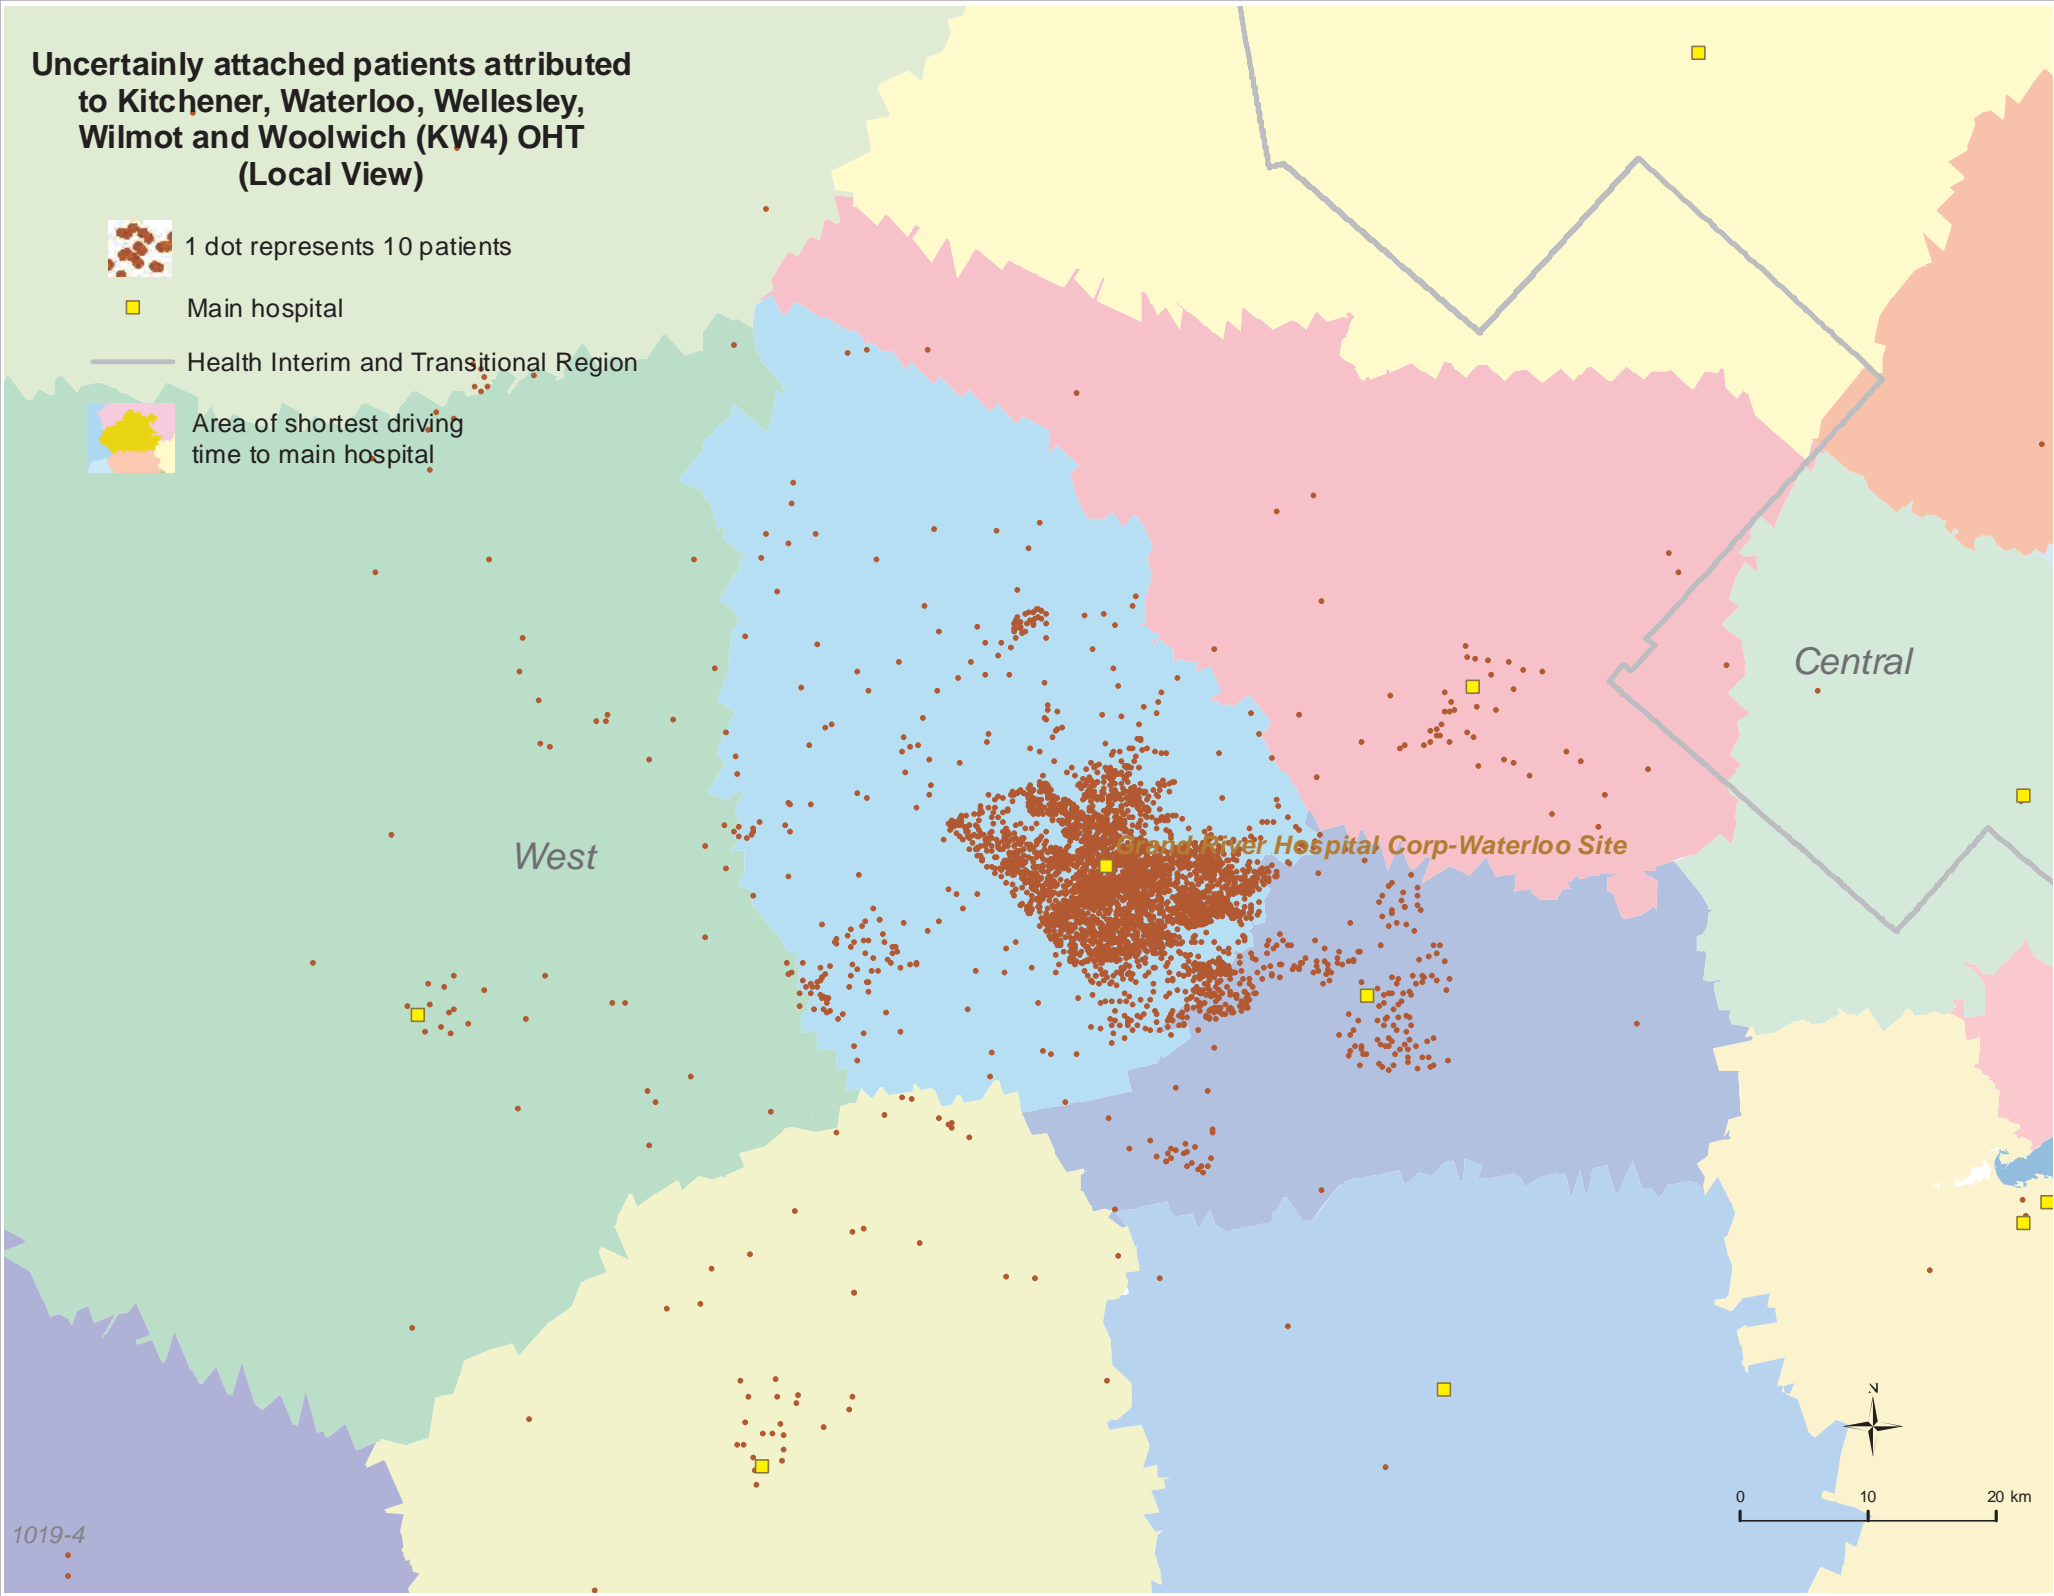 Uncertainly attached patients attributed
to Kitchener, Waterloo, Wellesley,
Wilmot and Woolwich (KW4) OHT
(Local View)
1 dot represents 10 patients
Main hospital
Health Interim and Transitional Region
Area of shortest driving
time to main hospital
Central
Grand River Hospital Corp-Waterloo Site
West
N
0 10 20 km
1019-4